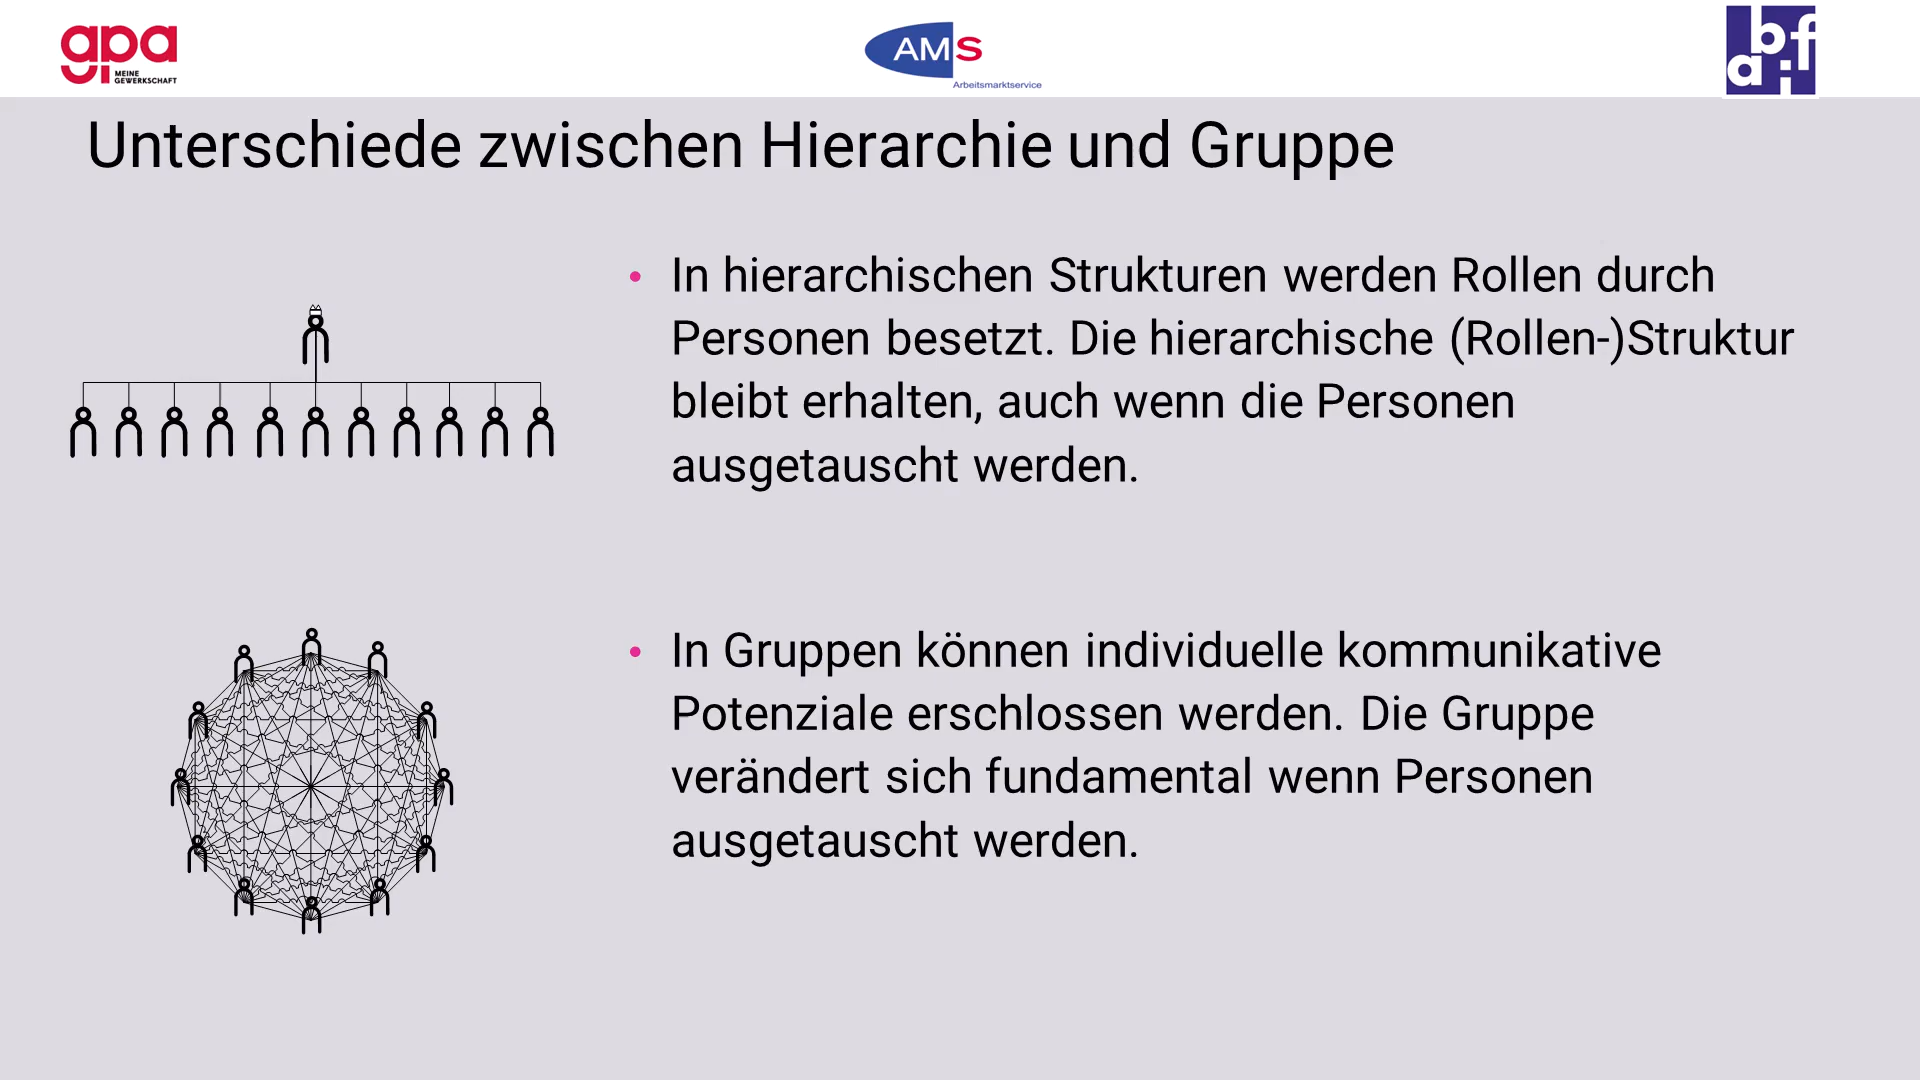 gpa
MEINE
GEWERKSCHAFT
AMS
Arbeitsmarktservice
bfai
Unterschiede zwischen Hierarchie und Gruppe
• In hierarchischen Strukturen werden Rollen durch
Personen besetzt. Die hierarchische (Rollen-)Struktur
bleibt erhalten, auch wenn die Personen
ausgetauscht werden.
• In Gruppen können individuelle kommunikative
Potenziale erschlossen werden. Die Gruppe
verändert sich fundamental wenn Personen
ausgetauscht werden.